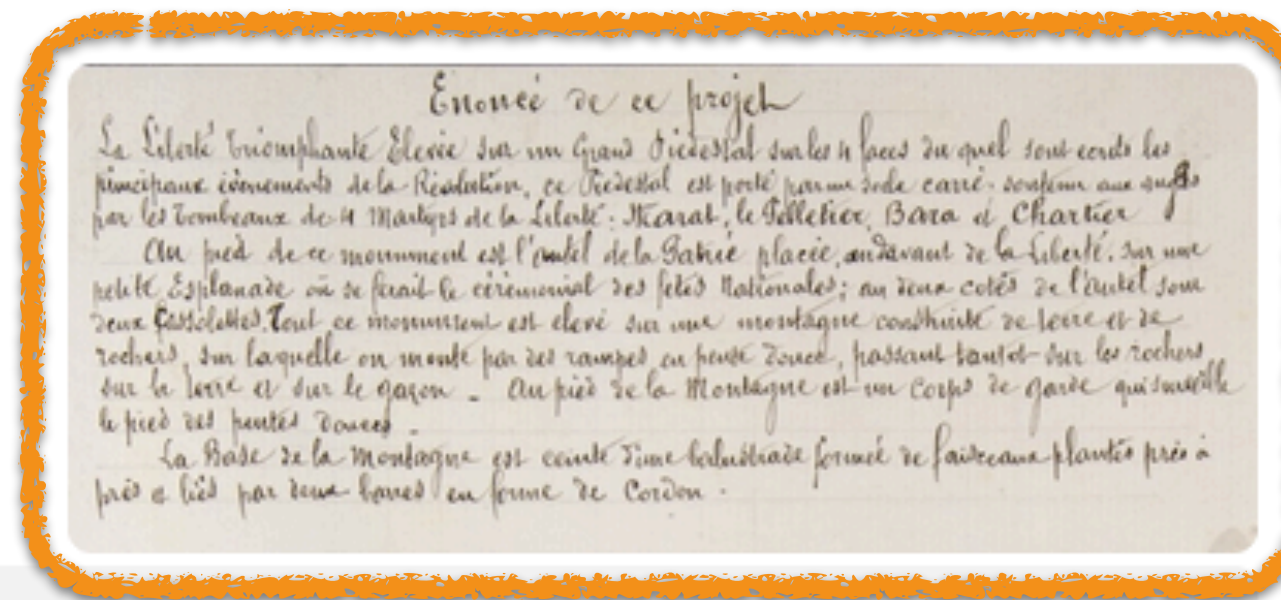 Enoncé de ce projet
La Liberté triomphante Elevée sur un Grand Piédestal sur les 4 faces du quel sont ecrits les
principaux évenements de la Révolution, ce Piedestal est porté par un socle carré. soutenu aux angles
par les Tombeaux de 4 Martyrs de la Liberté : Marat, le Pelletier, Bara et Chartier
Au pied de ce monument est l'autel de la Patrie placée, au devant de la Liberté. sur une
petite Esplanade où se ferait le cérémonial des fetes Nationales; au deux cotés de l'autel sont
deux Cassolettes. Tout ce monument est elevé sur une montagne construite de terre et de
rochers, sur laquelle on monte par des rampes en pente douce, passant tantot sur les rochers
sur la terre et sur le gazon _ Au pied de la Montagne est un corps de garde qui surveille
le pied des pentes douces .
La Base de la Montagne est ceinte d'une balustrade formée de faisceaux plantés près à
près et liés par deux barres en forme de Cordon .